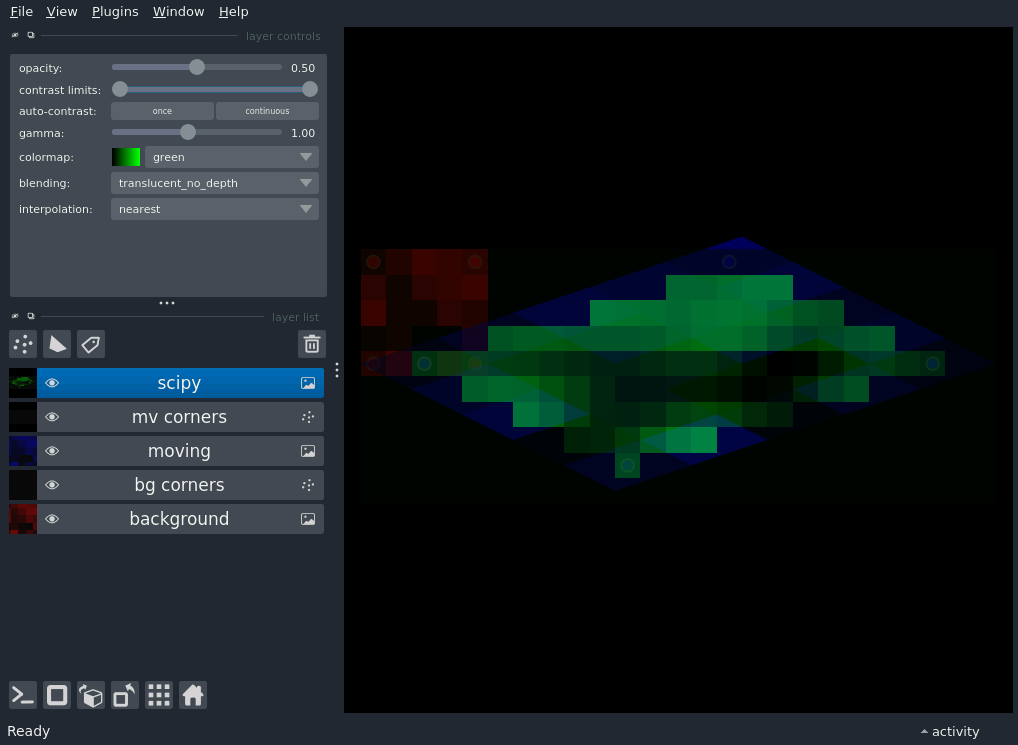 File View Plugins Window Help
layer controls
opacity: 0.50
contrast limits:
auto-contrast: once continuous
gamma: 1.00
colormap: green
blending: translucent_no_depth
interpolation: nearest
layer list
scipy
mv corners
moving
bg corners
background
Ready
activity